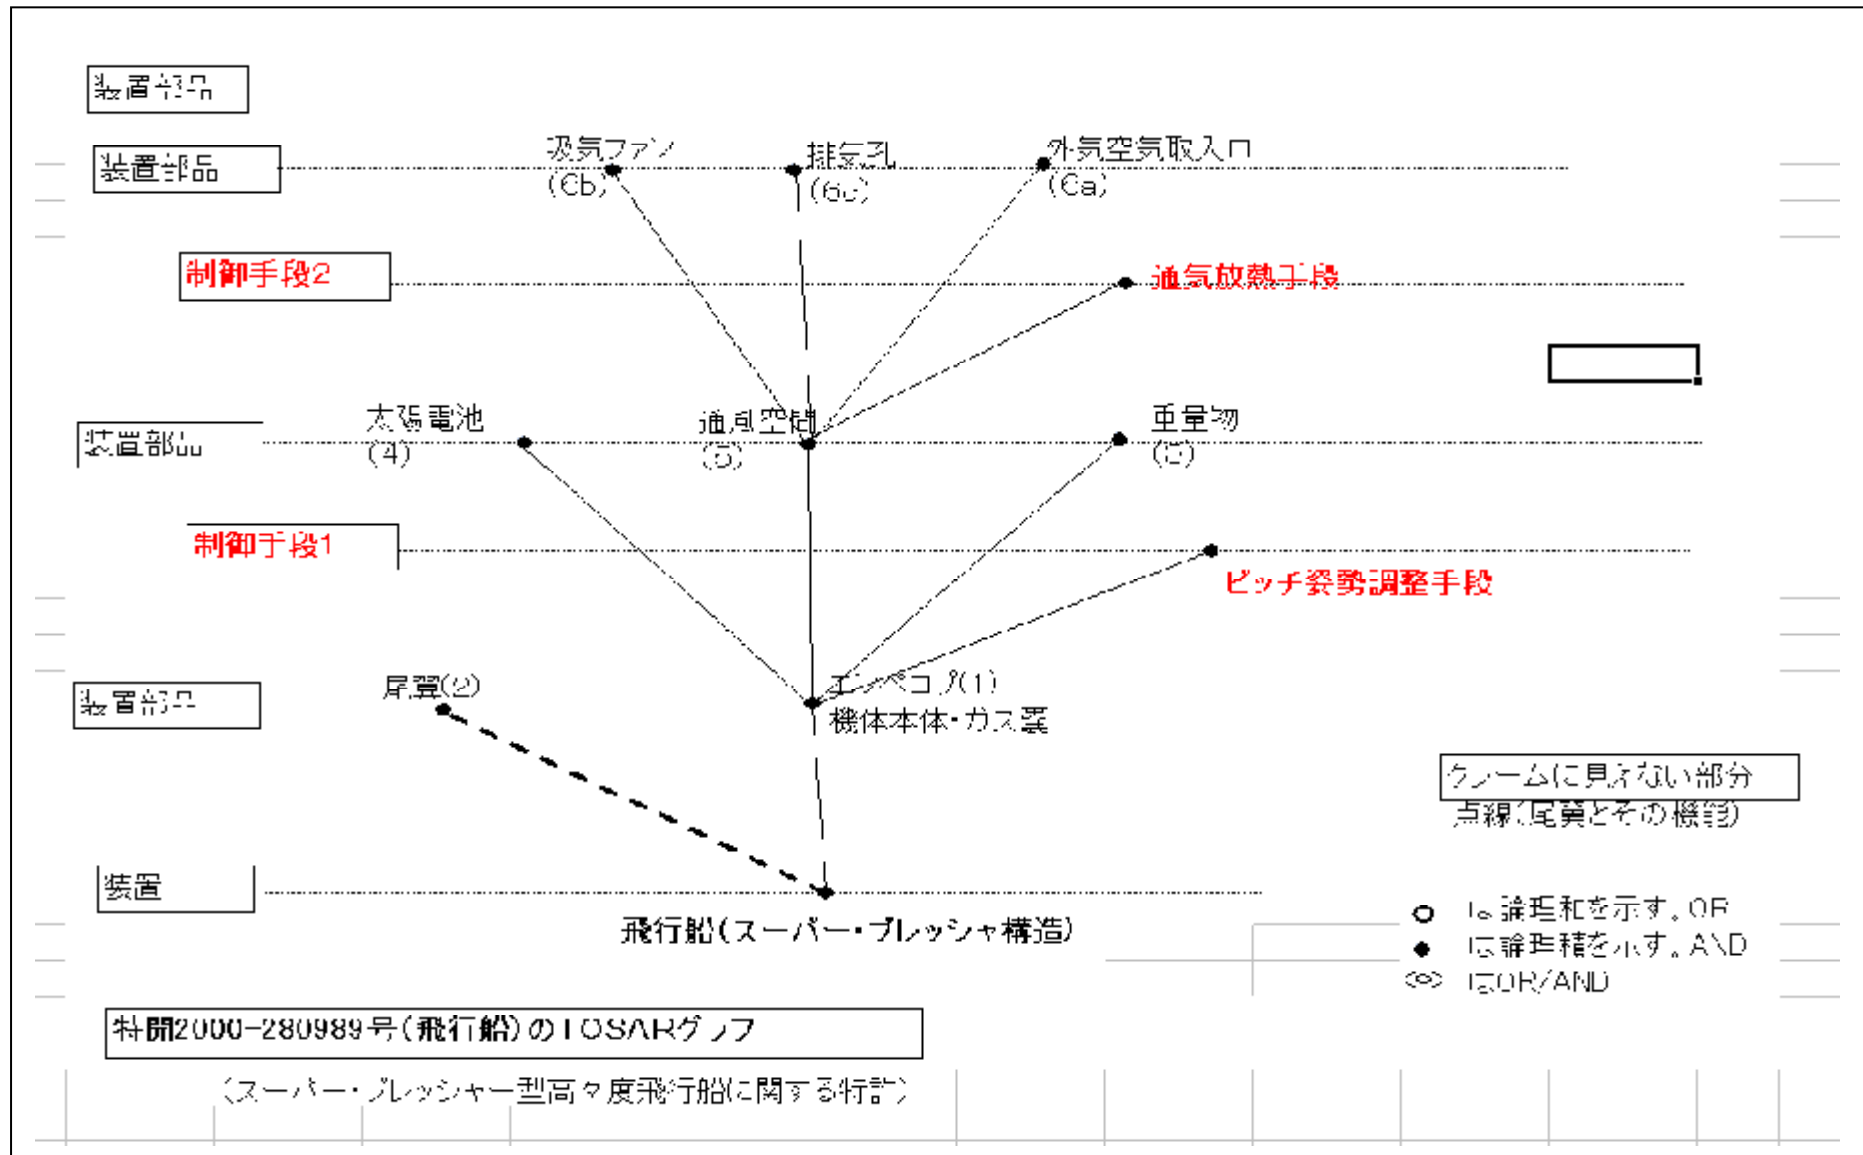 装置部品
装置部品
吸気ファン
(6b)
排気孔
(6c)
外気空気取入口
(6a)
制御手段2
通気放熱手段
装置部品
太陽電池
(4)
通風空間
(5)
重量物
(3)
制御手段1
ピッチ姿勢調整手段
装置部品
尾翼(2)
エンベロプ(1)
機体本体・ガス嚢
クレームに見えない部分
点線(尾翼とその機能)
装置
飛行船(スーパー・プレッシャ構造)
は論理和を示す。OR
は論理積を示す。AND
はOR/AND
特開2000-280989号(飛行船)のTOSARグラフ
(スーパー・プレッシャー型高々度飛行船に関する特許)